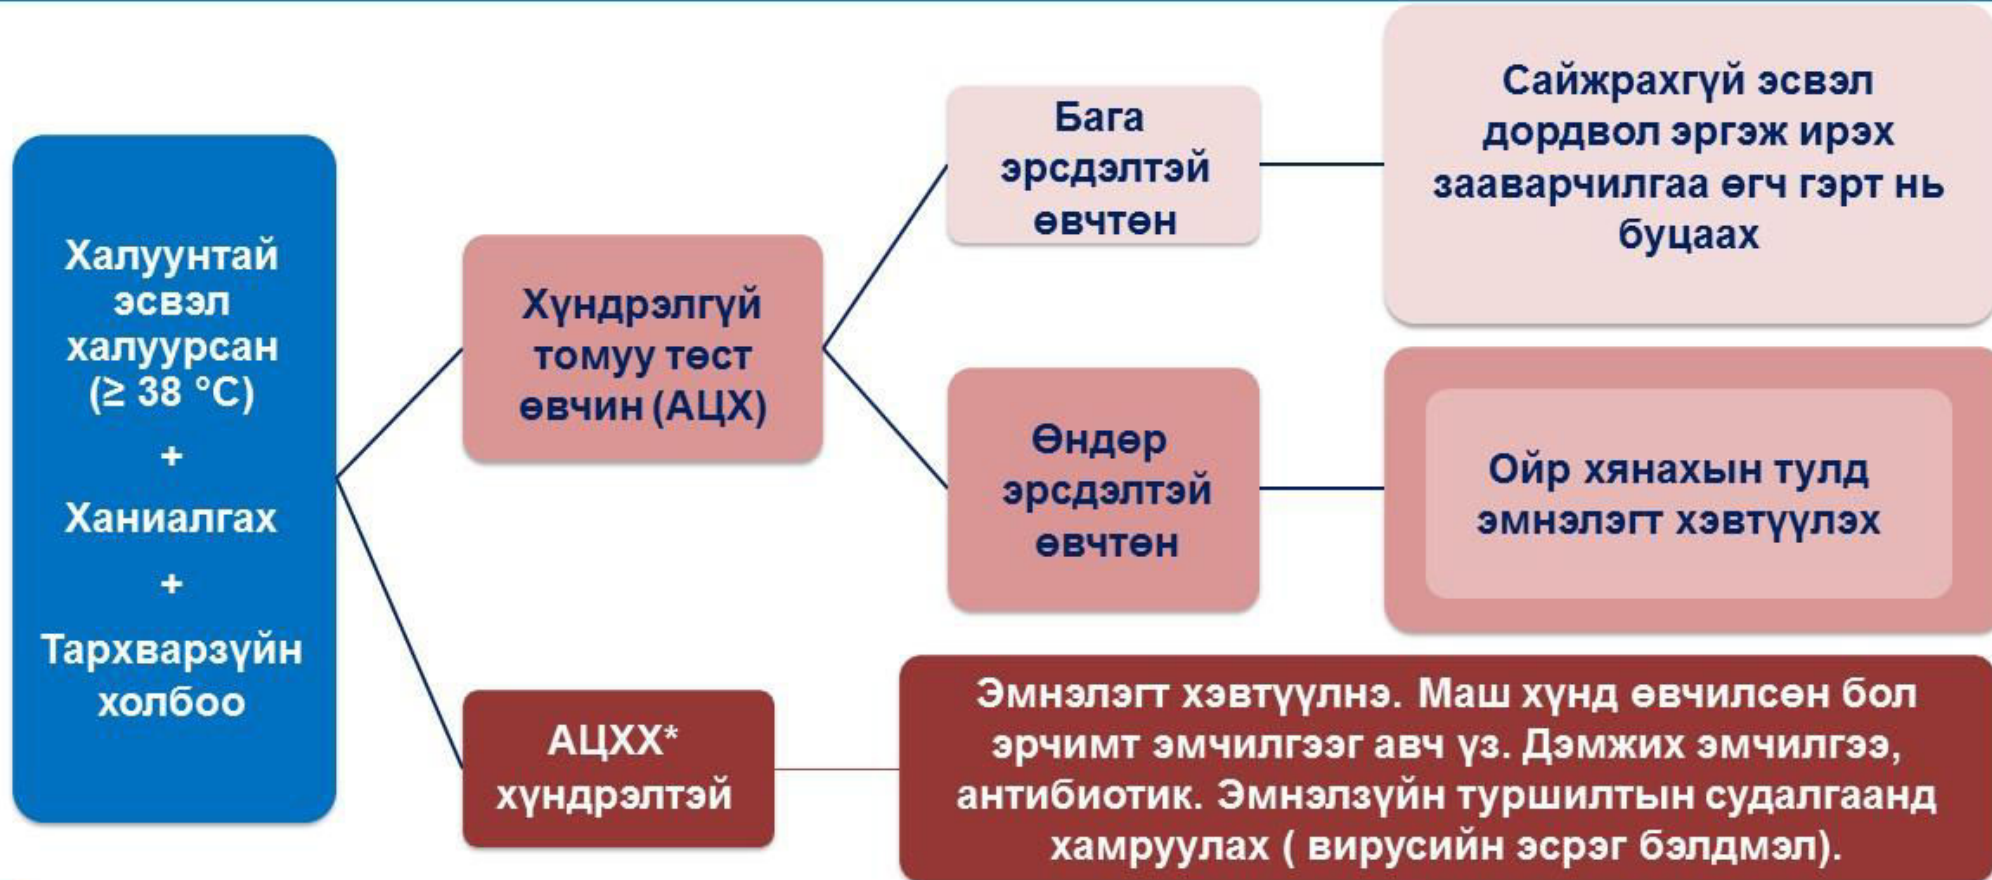 Халуунтай
эсвэл
халуурсан
(≥ 38 °C)
+
Ханиалгах
+
Тархварзүйн
холбоо
Хүндрэлгүй
томуу төст
өвчин (АЦХ)
Бага
эрсдэлтэй
өвчтөн
Сайжрахгүй эсвэл
дордвол эргэж ирэх
зааварчилгаа өгч гэрт нь
буцаах
Өндөр
эрсдэлтэй
өвчтөн
Ойр хянахын тулд
эмнэлэгт хэвтүүлэх
АЦХХ*
хүндрэлтэй
Эмнэлэгт хэвтүүлнэ. Маш хүнд өвчилсөн бол
эрчимт эмчилгээг авч үз. Дэмжих эмчилгээ,
антибиотик. Эмнэлзүйн туршилтын судалгаанд
хамруулах ( вирусийн эсрэг бэлдмэл).